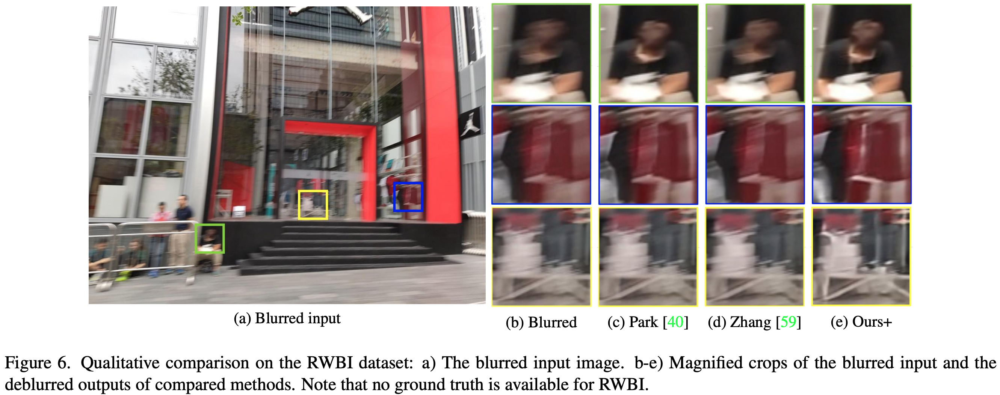 (a) Blurred input
(b) Blurred
(c) Park [40]
(d) Zhang [59]
(e) Ours+
Figure 6. Qualitative comparison on the RWBI dataset: a) The blurred input image. b-e) Magnified crops of the blurred input and the
deblurred outputs of compared methods. Note that no ground truth is available for RWBI.